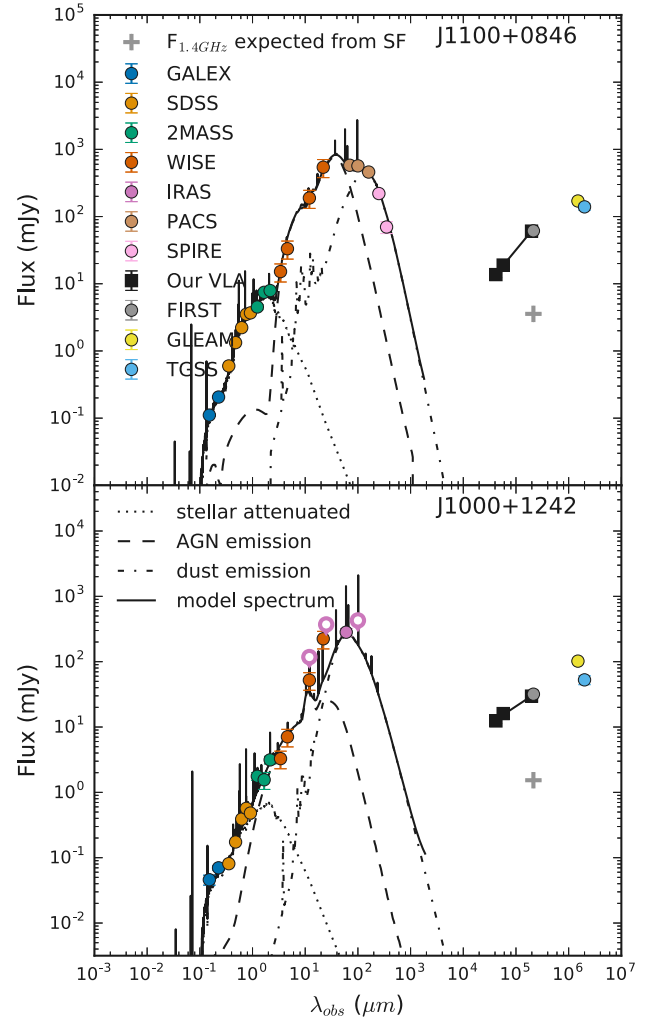 J1100+0846
F1.4GHz expected from SF
GALEX
SDSS
2MASS
WISE
IRAS
PACS
SPIRE
Our VLA
FIRST
GLEAM
TGSS
Flux (mJy)
10^5
10^4
10^3
10^2
10^1
10^0
10^-1
10^-2
J1000+1242
stellar attenuated
AGN emission
dust emission
model spectrum
Flux (mJy)
10^4
10^3
10^2
10^1
10^0
10^-1
10^-2
10^-3 10^-2 10^-1 10^0 10^1 10^2 10^3 10^4 10^5 10^6 10^7
λobs (μm)